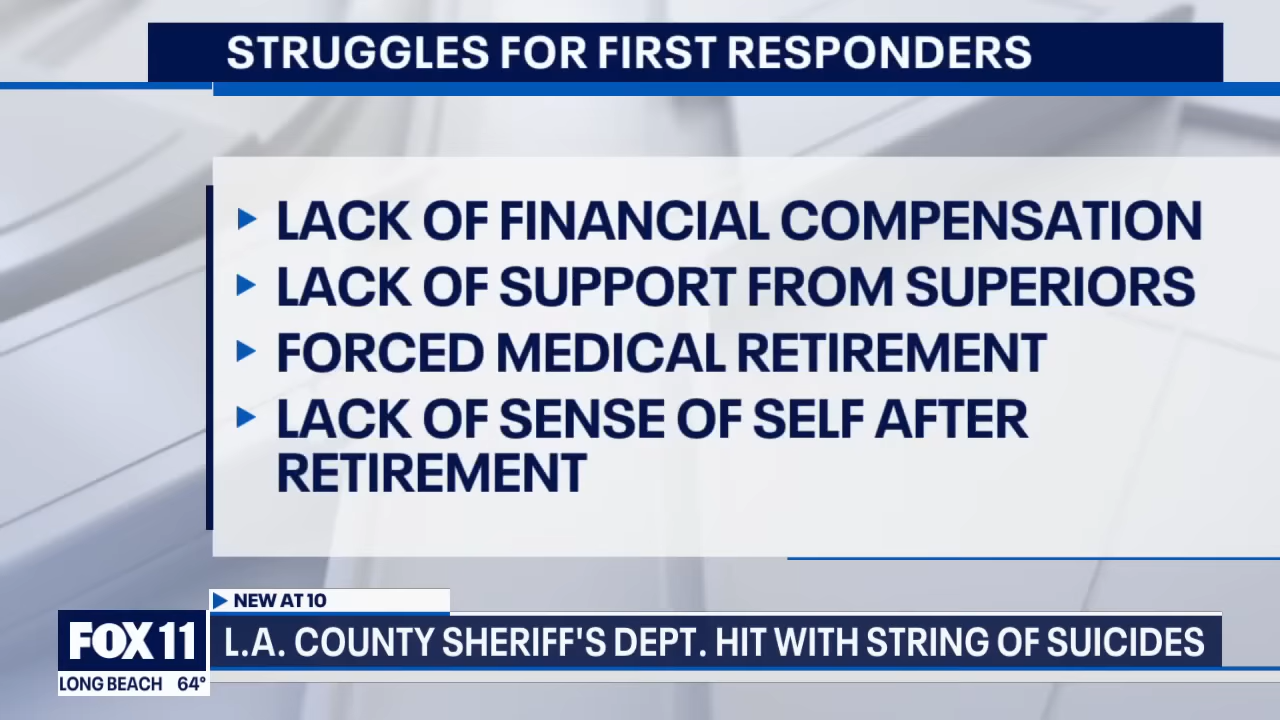 STRUGGLES FOR FIRST RESPONDERS
LACK OF FINANCIAL COMPENSATION
LACK OF SUPPORT FROM SUPERIORS
FORCED MEDICAL RETIREMENT
LACK OF SENSE OF SELF AFTER
RETIREMENT
NEW AT 10
FOX 11
L.A. COUNTY SHERIFF'S DEPT. HIT WITH STRING OF SUICIDES
LONG BEACH 64°